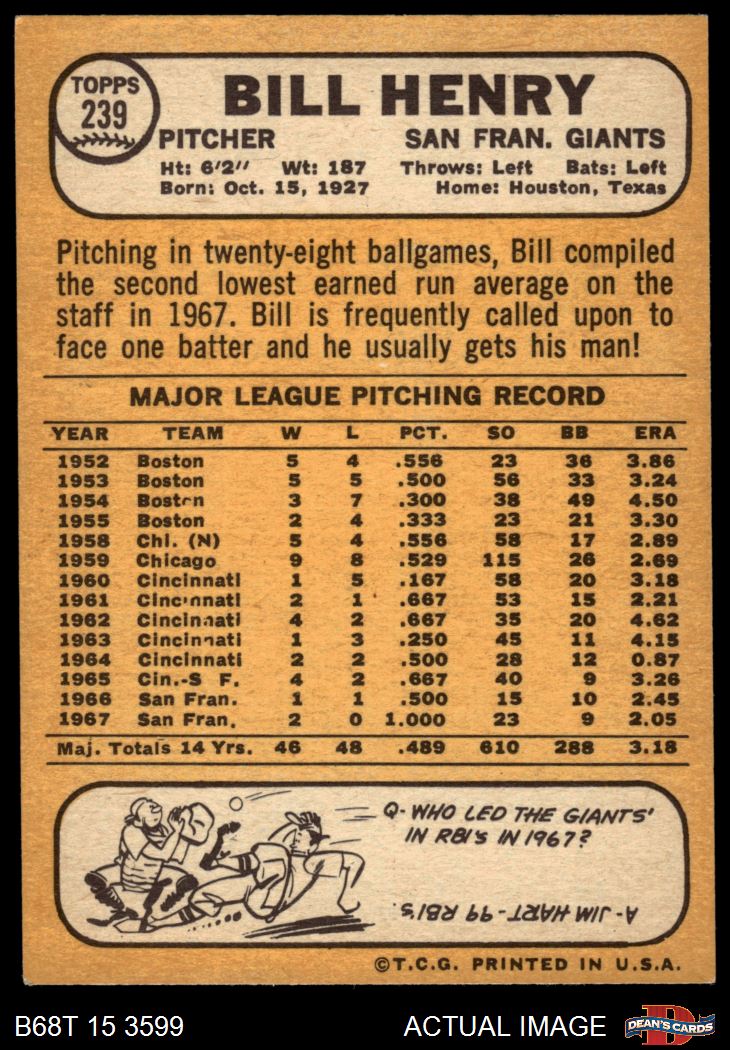 TOPPS
239
BILL HENRY
PITCHER SAN FRAN. GIANTS
Ht: 6'2" Wt: 187 Throws: Left Bats: Left
Born: Oct. 15, 1927 Home: Houston, Texas
Pitching in twenty-eight ballgames, Bill compiled
the second lowest earned run average on the
staff in 1967. Bill is frequently called upon to
face one batter and he usually gets his man!
MAJOR LEAGUE PITCHING RECORD
YEAR TEAM W L PCT. SO BB ERA
1952 Boston 5 4 .556 23 36 3.86
1953 Boston 5 5 .500 56 33 3.24
1954 Boston 3 7 .300 38 49 4.50
1955 Boston 2 4 .333 23 21 3.30
1958 Chi. (N) 5 4 .556 58 17 2.89
1959 Chicago 9 8 .529 115 26 2.69
1960 Cincinnati 1 5 .167 58 20 3.18
1961 Cincinnati 2 1 .667 53 15 2.21
1962 Cincinnati 4 2 .667 35 20 4.62
1963 Cincinnati 1 3 .250 45 11 4.15
1964 Cincinnati 2 2 .500 28 12 0.87
1965 Cin.-S F. 4 2 .667 40 9 3.26
1966 San Fran. 1 1 .500 15 10 2.45
1967 San Fran. 2 0 1.000 23 9 2.05
Maj. Totals 14 Yrs. 46 48 .489 610 288 3.18
Q-WHO LED THE GIANTS'
IN RBI'S IN 1967?
A-JIM HART-99 RBI'S.
©T.C.G. PRINTED IN U.S.A.
B68T 15 3599 ACTUAL IMAGE
D
DEAN'S CARDS